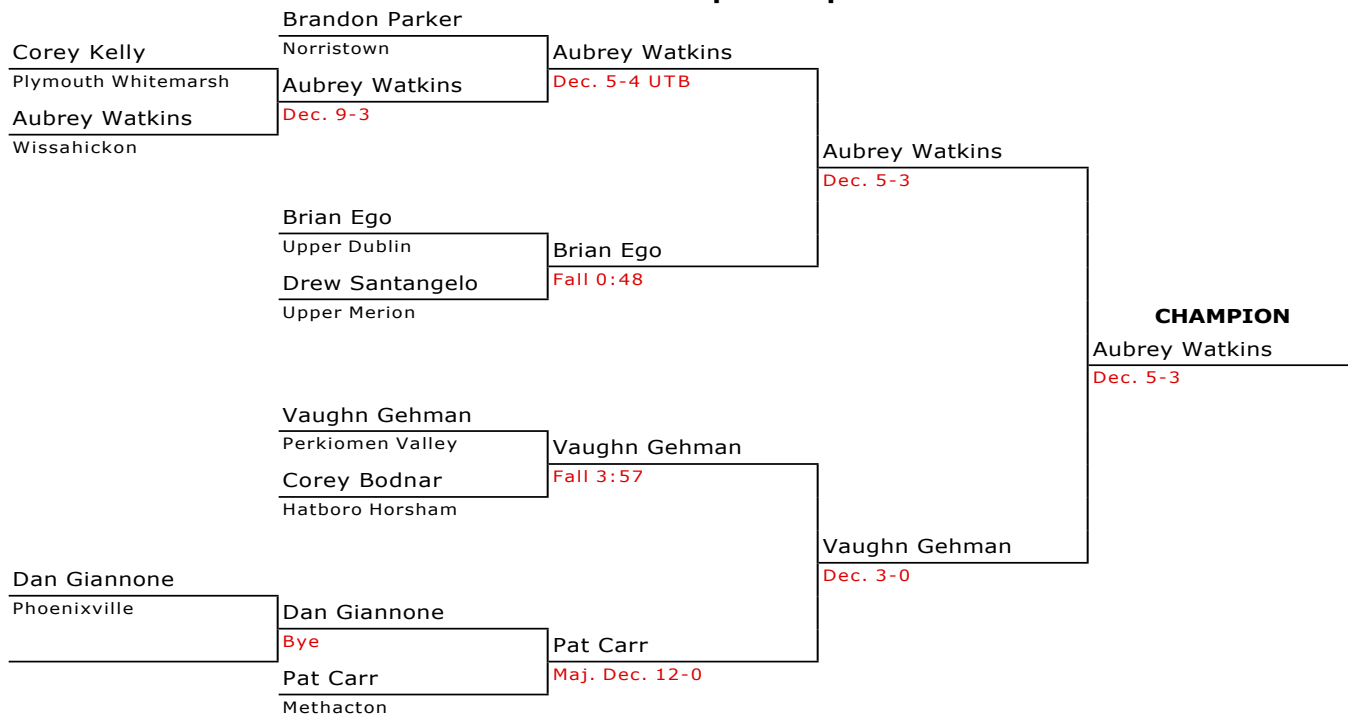 Brandon Parker
Norristown
Corey Kelly
Plymouth Whitemarsh
Aubrey Watkins
Wissahickon
Aubrey Watkins
Dec. 9-3
Aubrey Watkins
Dec. 5-4 UTB
Aubrey Watkins
Dec. 5-3
Brian Ego
Upper Dublin
Drew Santangelo
Upper Merion
Brian Ego
Fall 0:48
CHAMPION
Aubrey Watkins
Dec. 5-3
Vaughn Gehman
Perkiomen Valley
Corey Bodnar
Hatboro Horsham
Vaughn Gehman
Fall 3:57
Vaughn Gehman
Dec. 3-0
Dan Giannone
Phoenixville
Dan Giannone
Bye
Pat Carr
Methacton
Pat Carr
Maj. Dec. 12-0